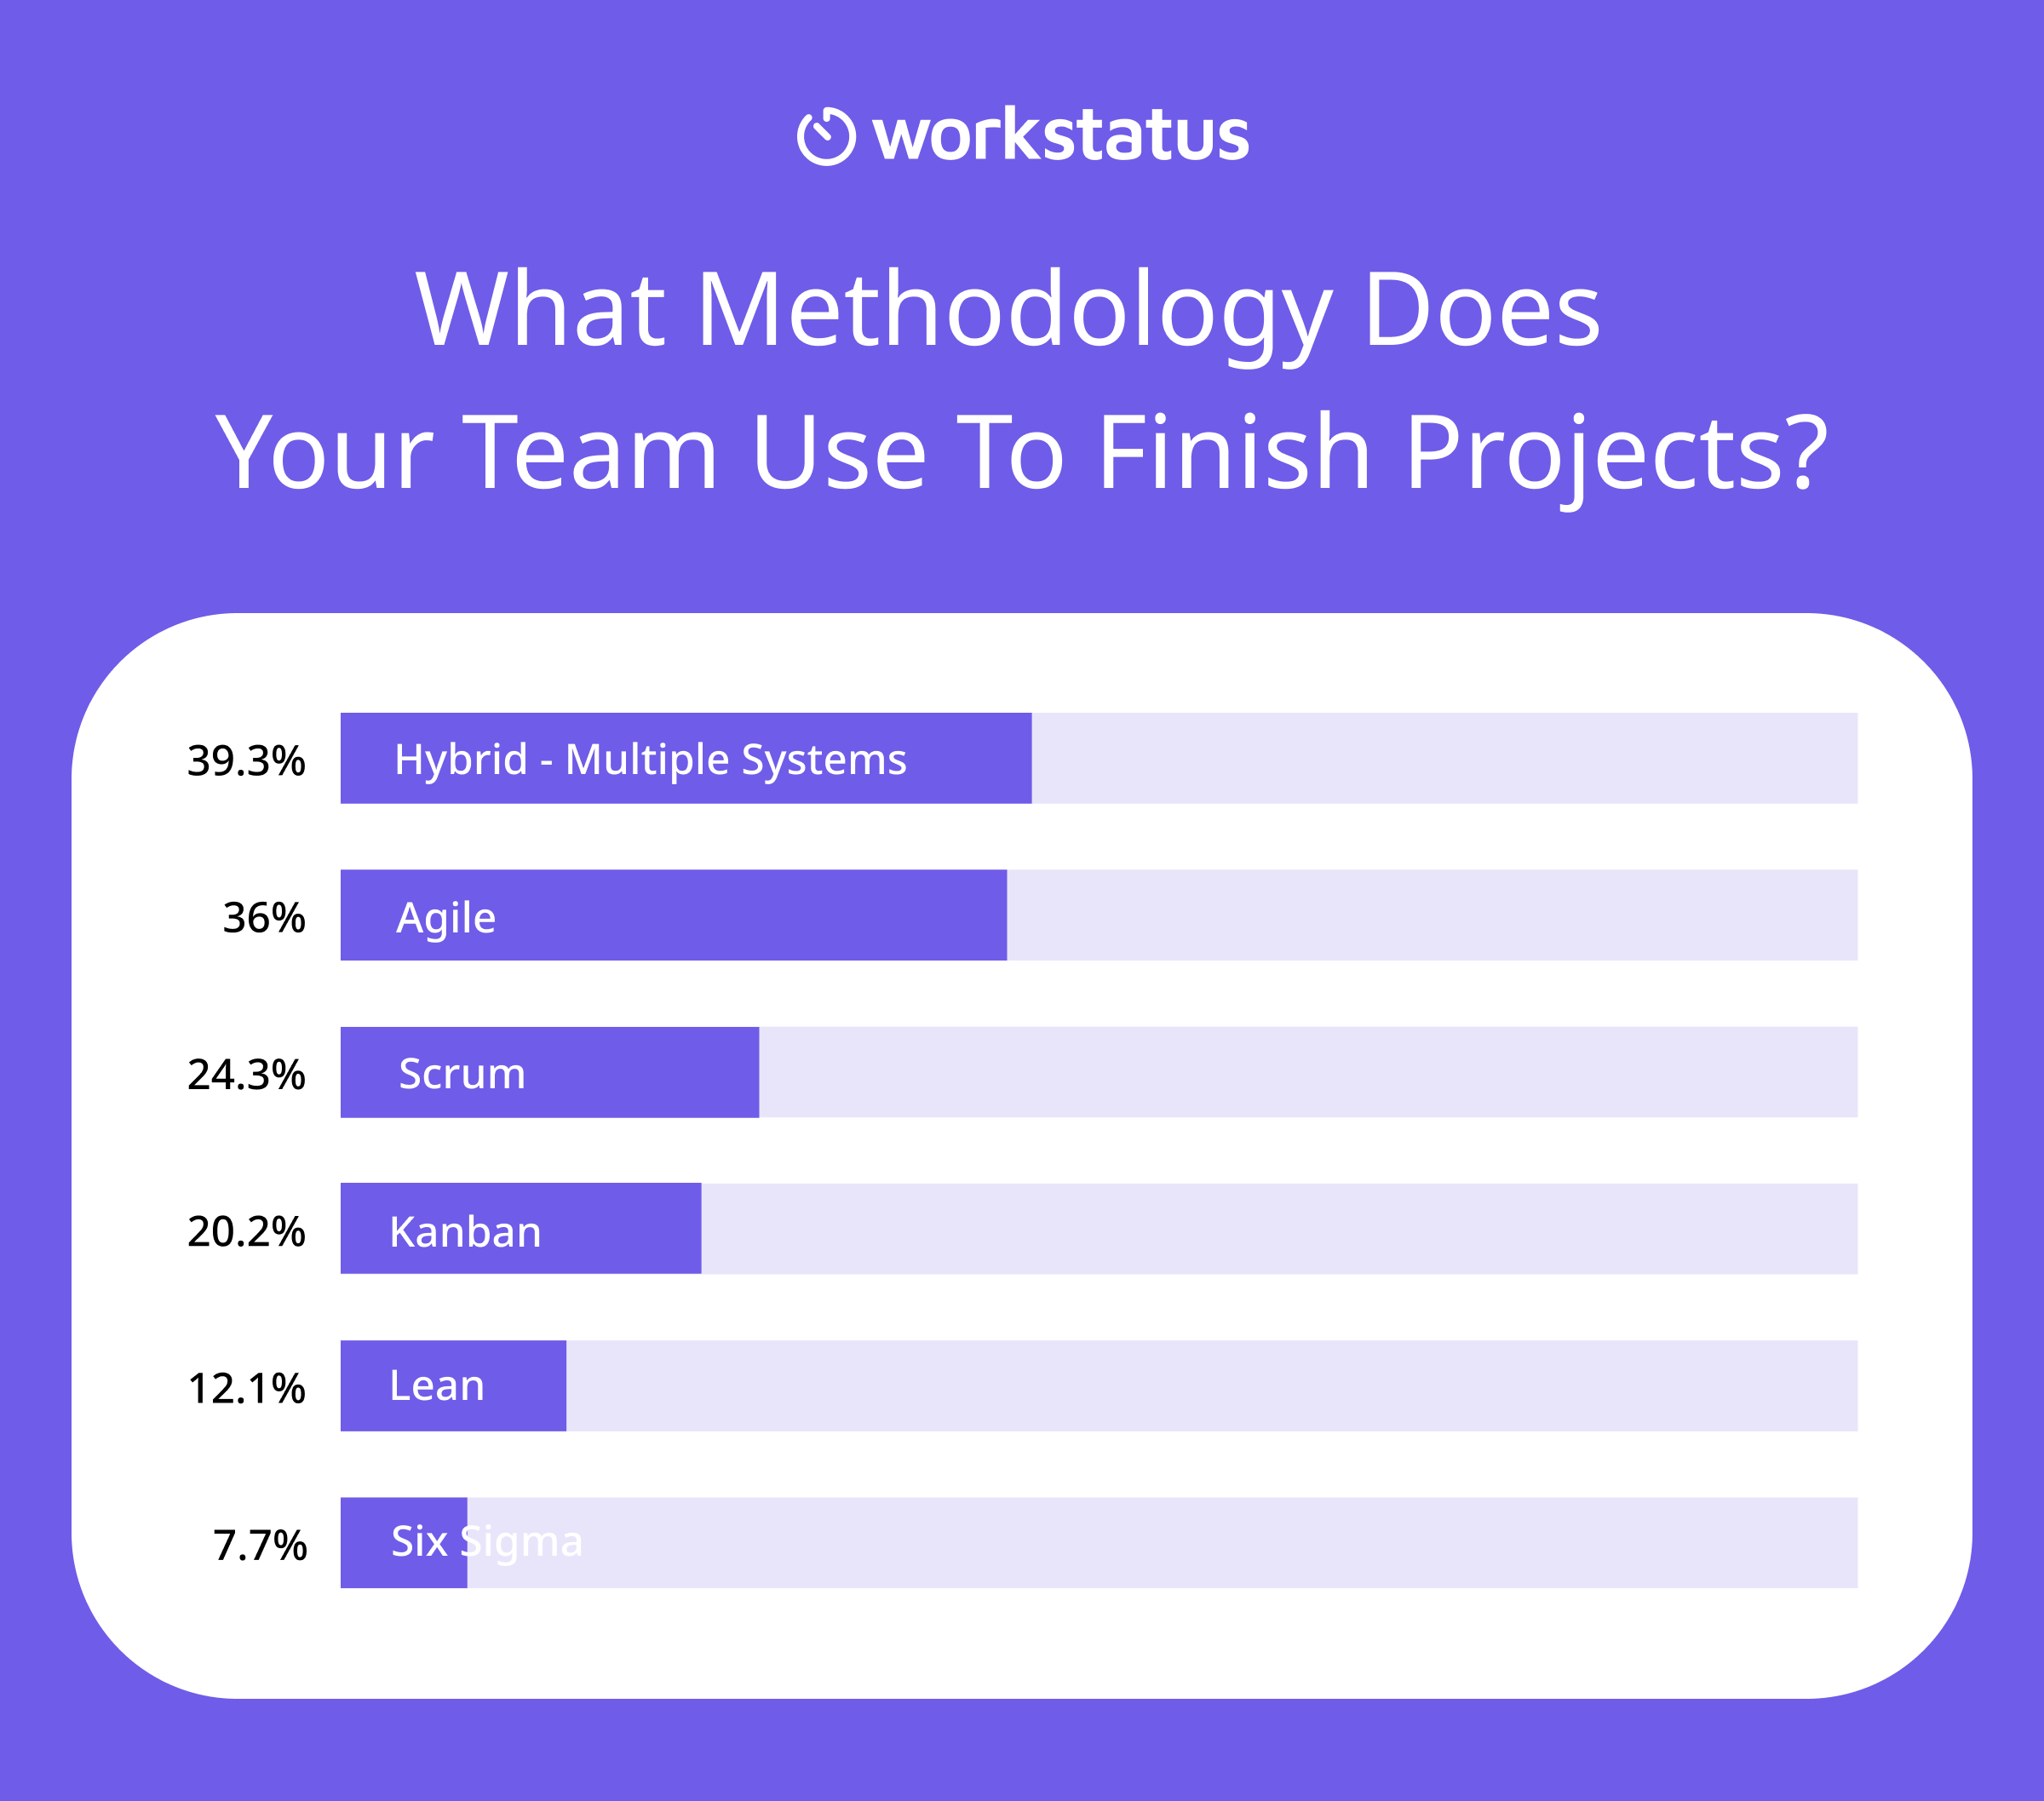 workstatus
What Methodology Does
Your Team Use To Finish Projects?
39.3% Hybrid - Multiple Systems
36% Agile
24.3% Scrum
20.2% Kanban
12.1% Lean
7.7% Six Sigma